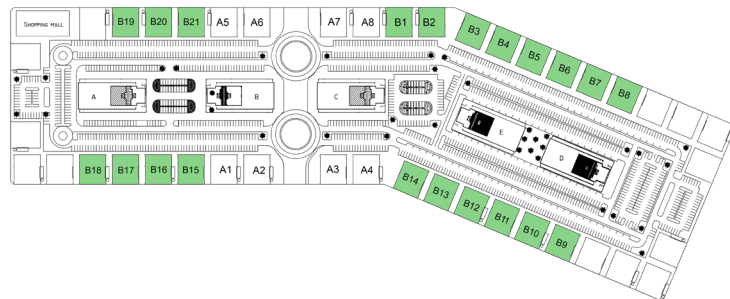 SHOPPING MALL
B19 B20 B21 A5 A6 A7 A8 B1 B2
B3 B4 B5 B6 B7 B8
A B C
E D
B18 B17 B16 B15 A1 A2 A3 A4
B14 B13 B12 B11 B10 B9